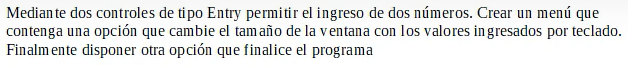 Mediante dos controles de tipo Entry permitir el ingreso de dos números. Crear un menú que
contenga una opción que cambie el tamaño de la ventana con los valores ingresados por teclado.
Finalmente disponer otra opción que finalice el programa